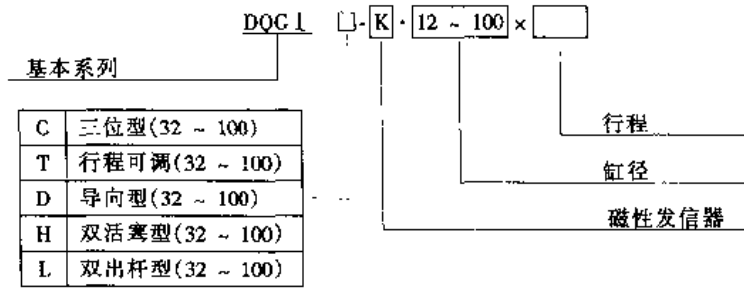 DQG I □-K·12 ~ 100×□
基本系列
行程
缸径
磁性发信器
C 三位型(32 ~ 100)
T 行程可调(32 ~ 100)
D 导向型(32 ~ 100)
H 双活塞型(32 ~ 100)
L 双出杆型(32 ~ 100)